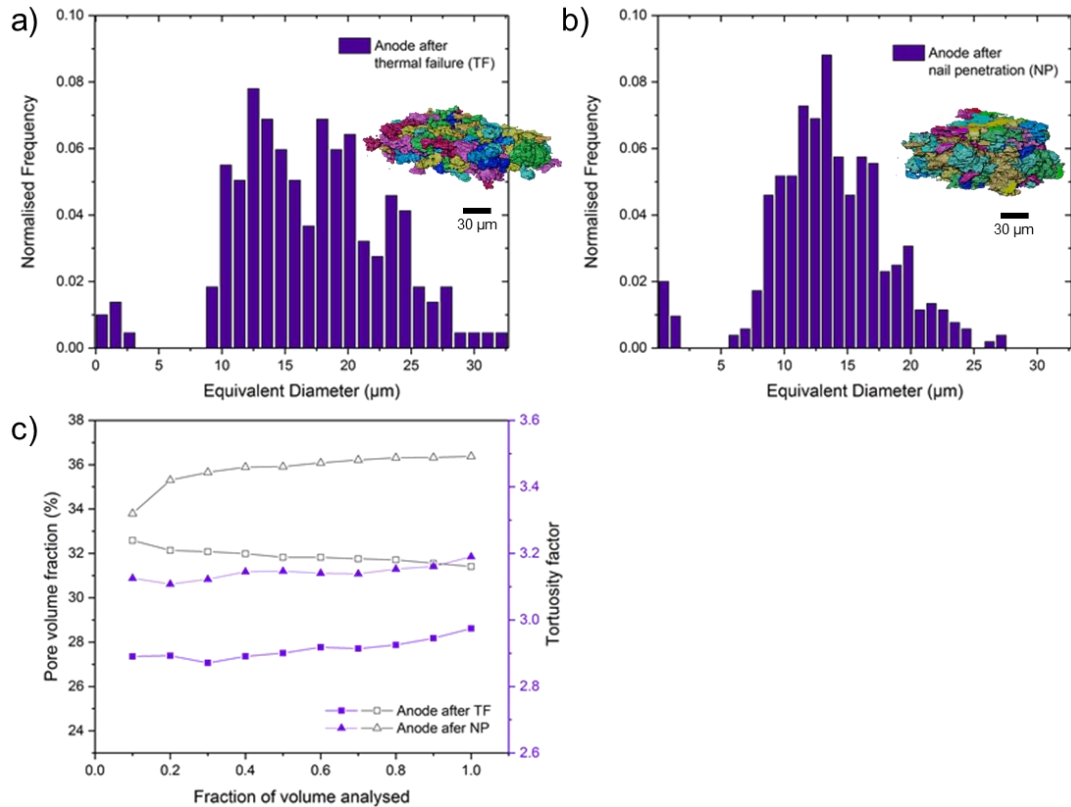 a)
0.10
0.08
0.06
0.04
0.02
0.00
Normalised Frequency
Anode after
thermal failure (TF)
30 µm
0
5
10
15
20
25
30
Equivalent Diameter (µm)
b)
0.10
0.08
0.06
0.04
0.02
0.00
Normalised Frequency
Anode after
nail penetration (NP)
30 µm
5
10
15
20
25
30
Equivalent Diameter (µm)
c)
38
36
34
32
30
28
26
24
Pore volume fraction (%)
3.6
3.5
3.4
3.2
3.0
2.8
2.6
Tortuosity factor
Anode after TF
Anode afer NP
0.0
0.2
0.4
0.6
0.8
1.0
Fraction of volume analysed